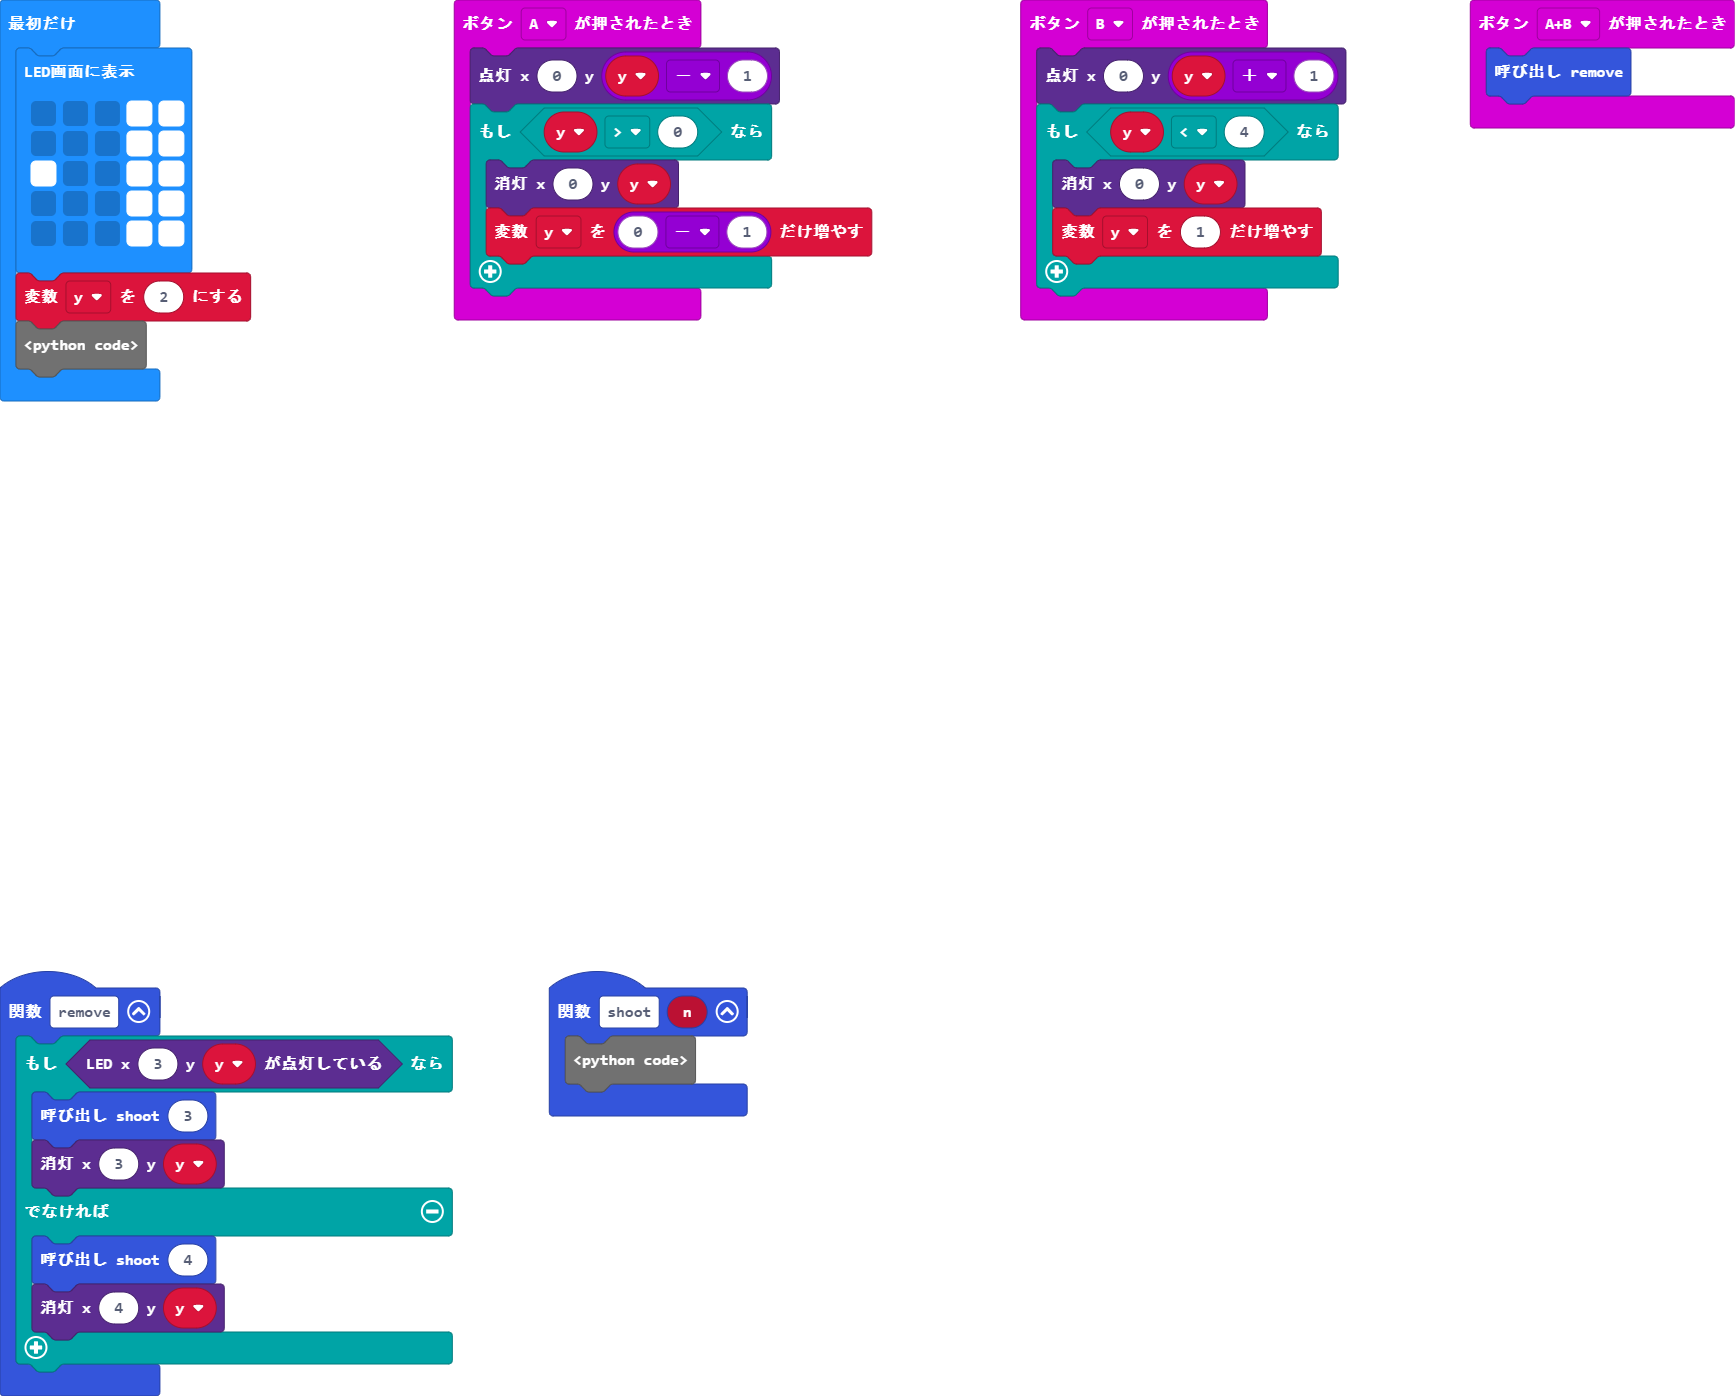 最初だけ
LED画面に表示
変数 y を 2 にする
<python code>
ボタン A が押されたとき
点灯 x 0 y y － 1
もし y > 0 なら
消灯 x 0 y y
変数 y を 0 － 1 だけ増やす
ボタン B が押されたとき
点灯 x 0 y y ＋ 1
もし y < 4 なら
消灯 x 0 y y
変数 y を 1 だけ増やす
ボタン A+B が押されたとき
呼び出し remove
関数 remove
もし LED x 3 y y が点灯している なら
呼び出し shoot 3
消灯 x 3 y y
でなければ
呼び出し shoot 4
消灯 x 4 y y
関数 shoot n
<python code>